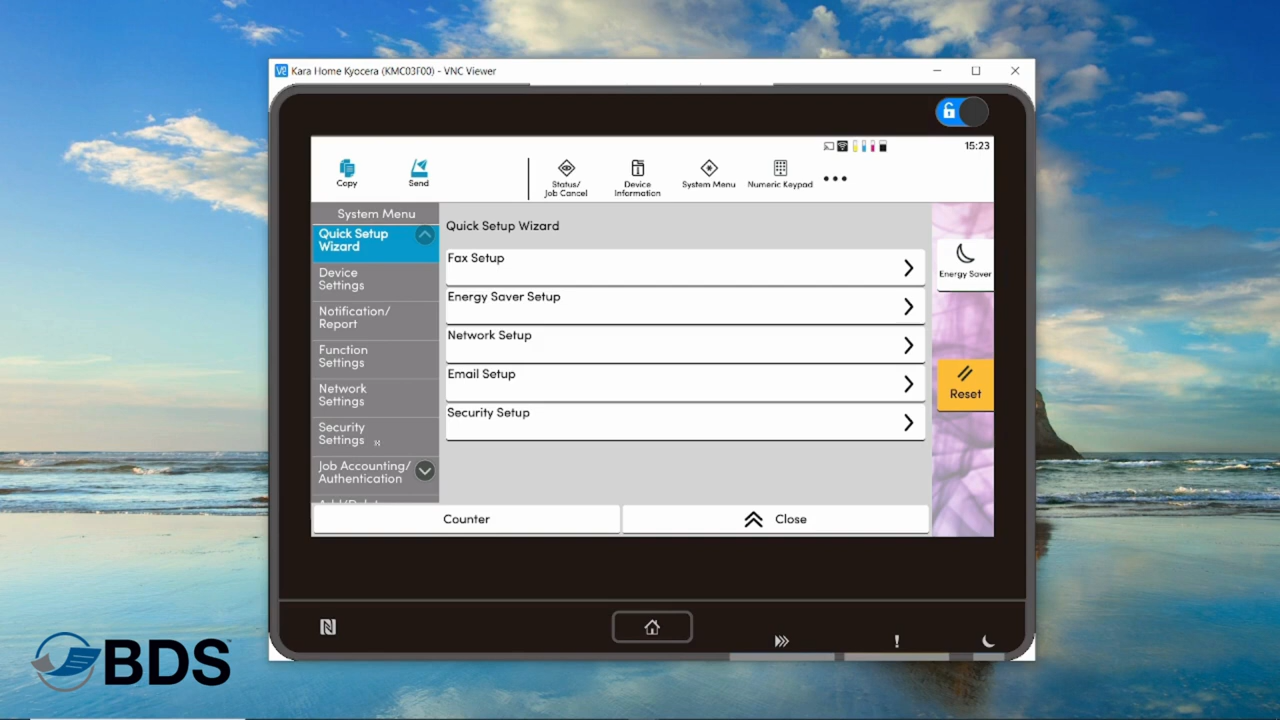 Kara Home Kyocera (KMC03F00) - VNC Viewer
15:23
Copy
Send
Status/
Job Cancel
Device
Information
System Menu
Numeric Keypad
System Menu
Quick Setup
Wizard
Device
Settings
Notification/
Report
Function
Settings
Network
Settings
Security
Settings
Job Accounting/
Authentication
Quick Setup Wizard
Fax Setup
Energy Saver Setup
Network Setup
Email Setup
Security Setup
Energy Saver
Reset
Counter
Close
BDS